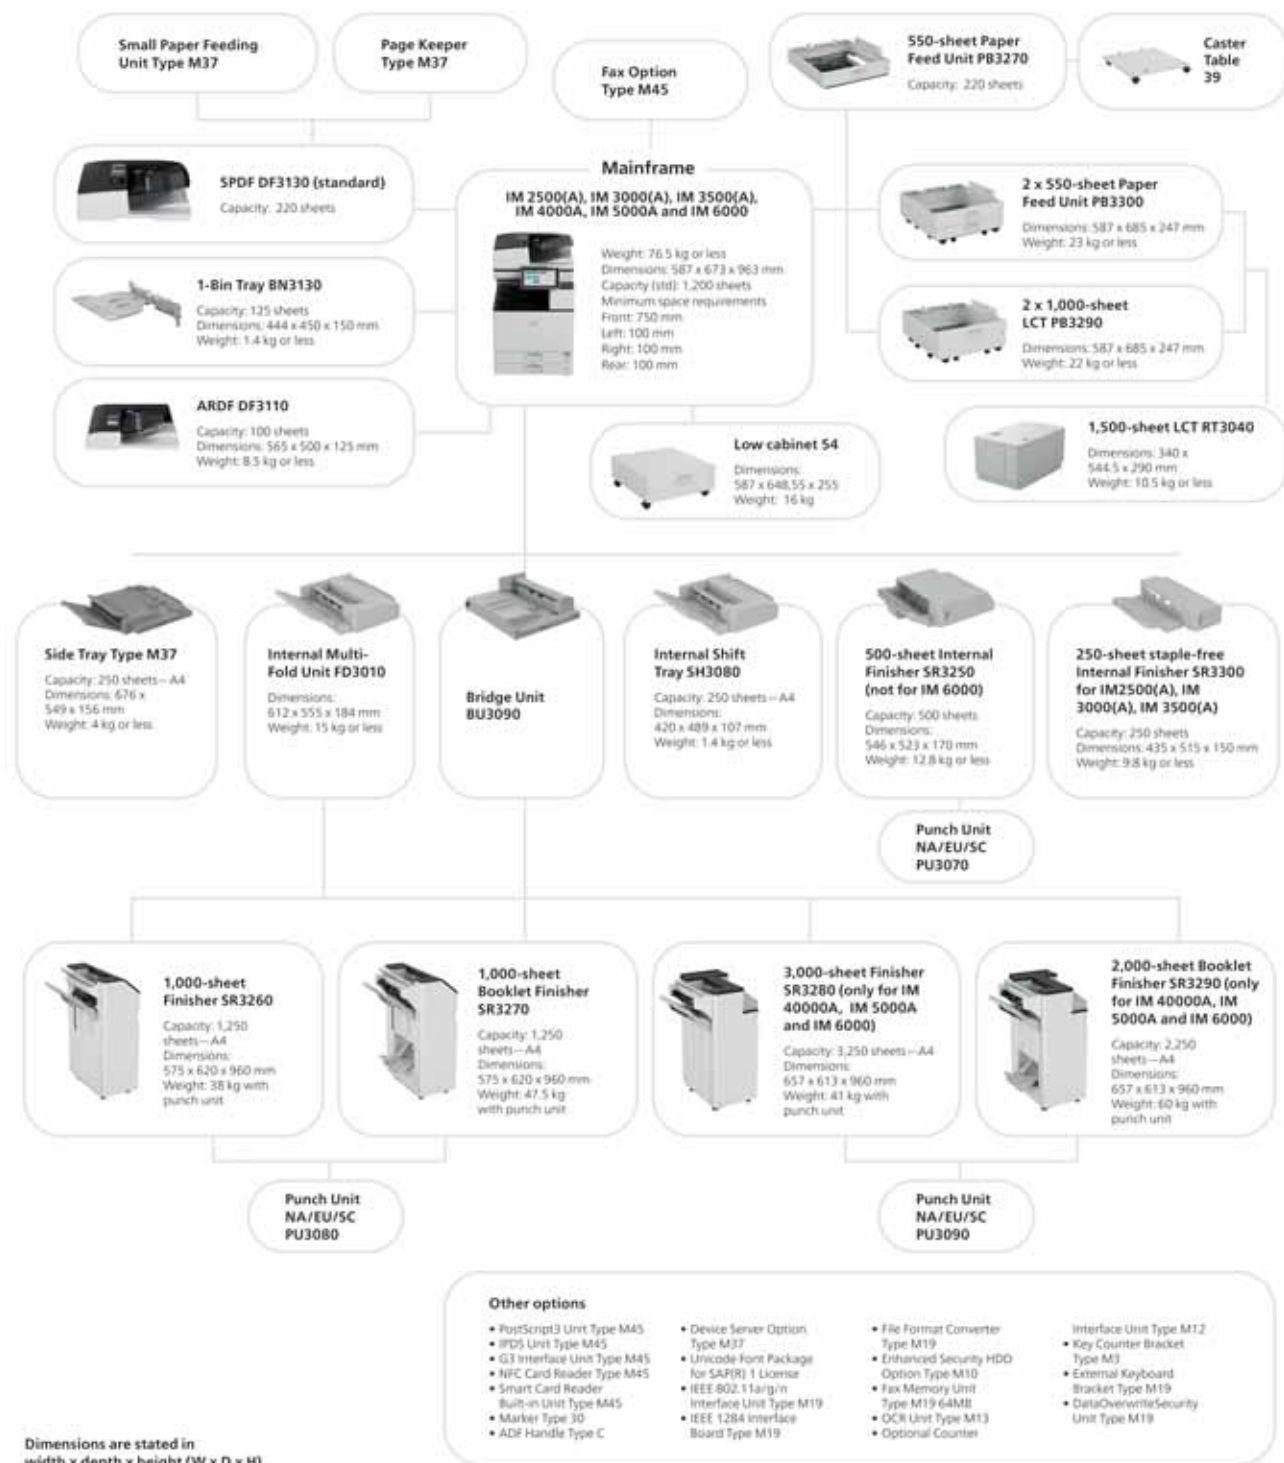 Small Paper Feeding
Unit Type M37
Page Keeper
Type M37
Fax Option
Type M45
550-sheet Paper
Feed Unit PB3270
Capacity: 220 sheets
Caster
Table
39
SPDF DF3130 (standard)
Capacity: 220 sheets
Mainframe
IM 2500(A), IM 3000(A), IM 3500(A),
IM 4000A, IM 5000A and IM 6000
Weight: 76.5 kg or less
Dimensions: 587 x 673 x 963 mm
Capacity (std): 1,200 sheets
Minimum space requirements
Front: 750 mm
Left: 100 mm
Right: 100 mm
Rear: 100 mm
2 x 550-sheet Paper
Feed Unit PB3300
Dimensions: 587 x 685 x 247 mm
Weight: 23 kg or less
1-Bin Tray BN3130
Capacity: 125 sheets
Dimensions: 444 x 450 x 150 mm
Weight: 1.4 kg or less
2 x 1,000-sheet
LCT PB3290
Dimensions: 587 x 685 x 247 mm
Weight: 22 kg or less
ARDF DF3110
Capacity: 100 sheets
Dimensions: 565 x 500 x 125 mm
Weight: 8.5 kg or less
Low cabinet 54
Dimensions:
587 x 648,55 x 255
Weight: 16 kg
1,500-sheet LCT RT3040
Dimensions: 340 x
544.5 x 290 mm
Weight: 10.5 kg or less
Side Tray Type M37
Capacity: 250 sheets—A4
Dimensions: 676 x
549 x 156 mm
Weight: 4 kg or less
Internal Multi-
Fold Unit FD3010
Dimensions:
612 x 555 x 184 mm
Weight: 15 kg or less
Bridge Unit
BU3090
Internal Shift
Tray SH3080
Capacity: 250 sheets—A4
Dimensions:
420 x 489 x 107 mm
Weight: 1.4 kg or less
500-sheet Internal
Finisher SR3250
(not for IM 6000)
Capacity: 500 sheets
Dimensions:
546 x 523 x 170 mm
Weight: 12.8 kg or less
250-sheet staple-free
Internal Finisher SR3300
for IM2500(A), IM
3000(A), IM 3500(A)
Capacity: 250 sheets
Dimensions: 435 x 515 x 150 mm
Weight: 9.8 kg or less
Punch Unit
NA/EU/SC
PU3070
1,000-sheet
Finisher SR3260
Capacity: 1,250
sheets—A4
Dimensions:
575 x 620 x 960 mm
Weight: 38 kg with
punch unit
1,000-sheet
Booklet Finisher
SR3270
Capacity: 1,250
sheets—A4
Dimensions:
575 x 620 x 960 mm
Weight: 47.5 kg
with punch unit
3,000-sheet Finisher
SR3280 (only for IM
40000A, IM 5000A
and IM 6000)
Capacity: 3,250 sheets—A4
Dimensions:
657 x 613 x 960 mm
Weight: 41 kg with
punch unit
2,000-sheet Booklet
Finisher SR3290 (only
for IM 40000A, IM
5000A and IM 6000)
Capacity: 2,250
sheets—A4
Dimensions:
657 x 613 x 960 mm
Weight: 60 kg with
punch unit
Punch Unit
NA/EU/SC
PU3080
Punch Unit
NA/EU/SC
PU3090
Other options
• PostScript3 Unit Type M45
• IPDS Unit Type M45
• G3 Interface Unit Type M45
• NFC Card Reader Type M45
• Smart Card Reader
Built-in Unit Type M45
• Marker Type 30
• ADF Handle Type C
• Device Server Option
Type M37
• Unicode Font Package
for SAP(R) 1 License
• IEEE 802.11a/g/n
Interface Unit Type M19
• IEEE 1284 Interface
Board Type M19
• File Format Converter
Type M19
• Enhanced Security HDD
Option Type M10
• Fax Memory Unit
Type M19 64MB
• OCR Unit Type M13
• Optional Counter
Interface Unit Type M12
• Key Counter Bracket
Type M3
• External Keyboard
Bracket Type M19
• DataOverwriteSecurity
Unit Type M19
Dimensions are stated in
width x depth x height (W x D x H)